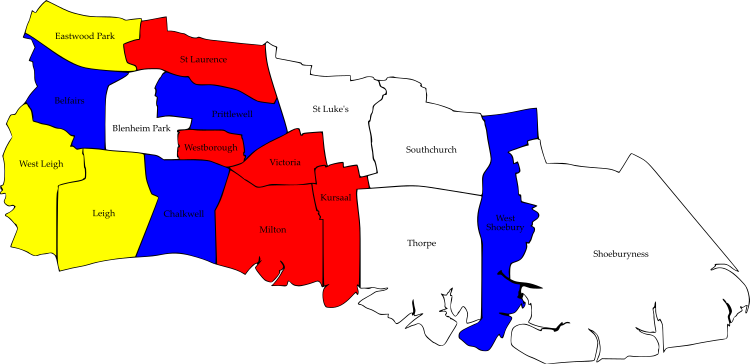 Eastwood Park
St Laurence
Belfairs
Prittlewell
St Luke's
Blenheim Park
Westborough
Southchurch
West Leigh
Victoria
Kursaal
Leigh
Chalkwell
Milton
Thorpe
West
Shoebury
Shoeburyness